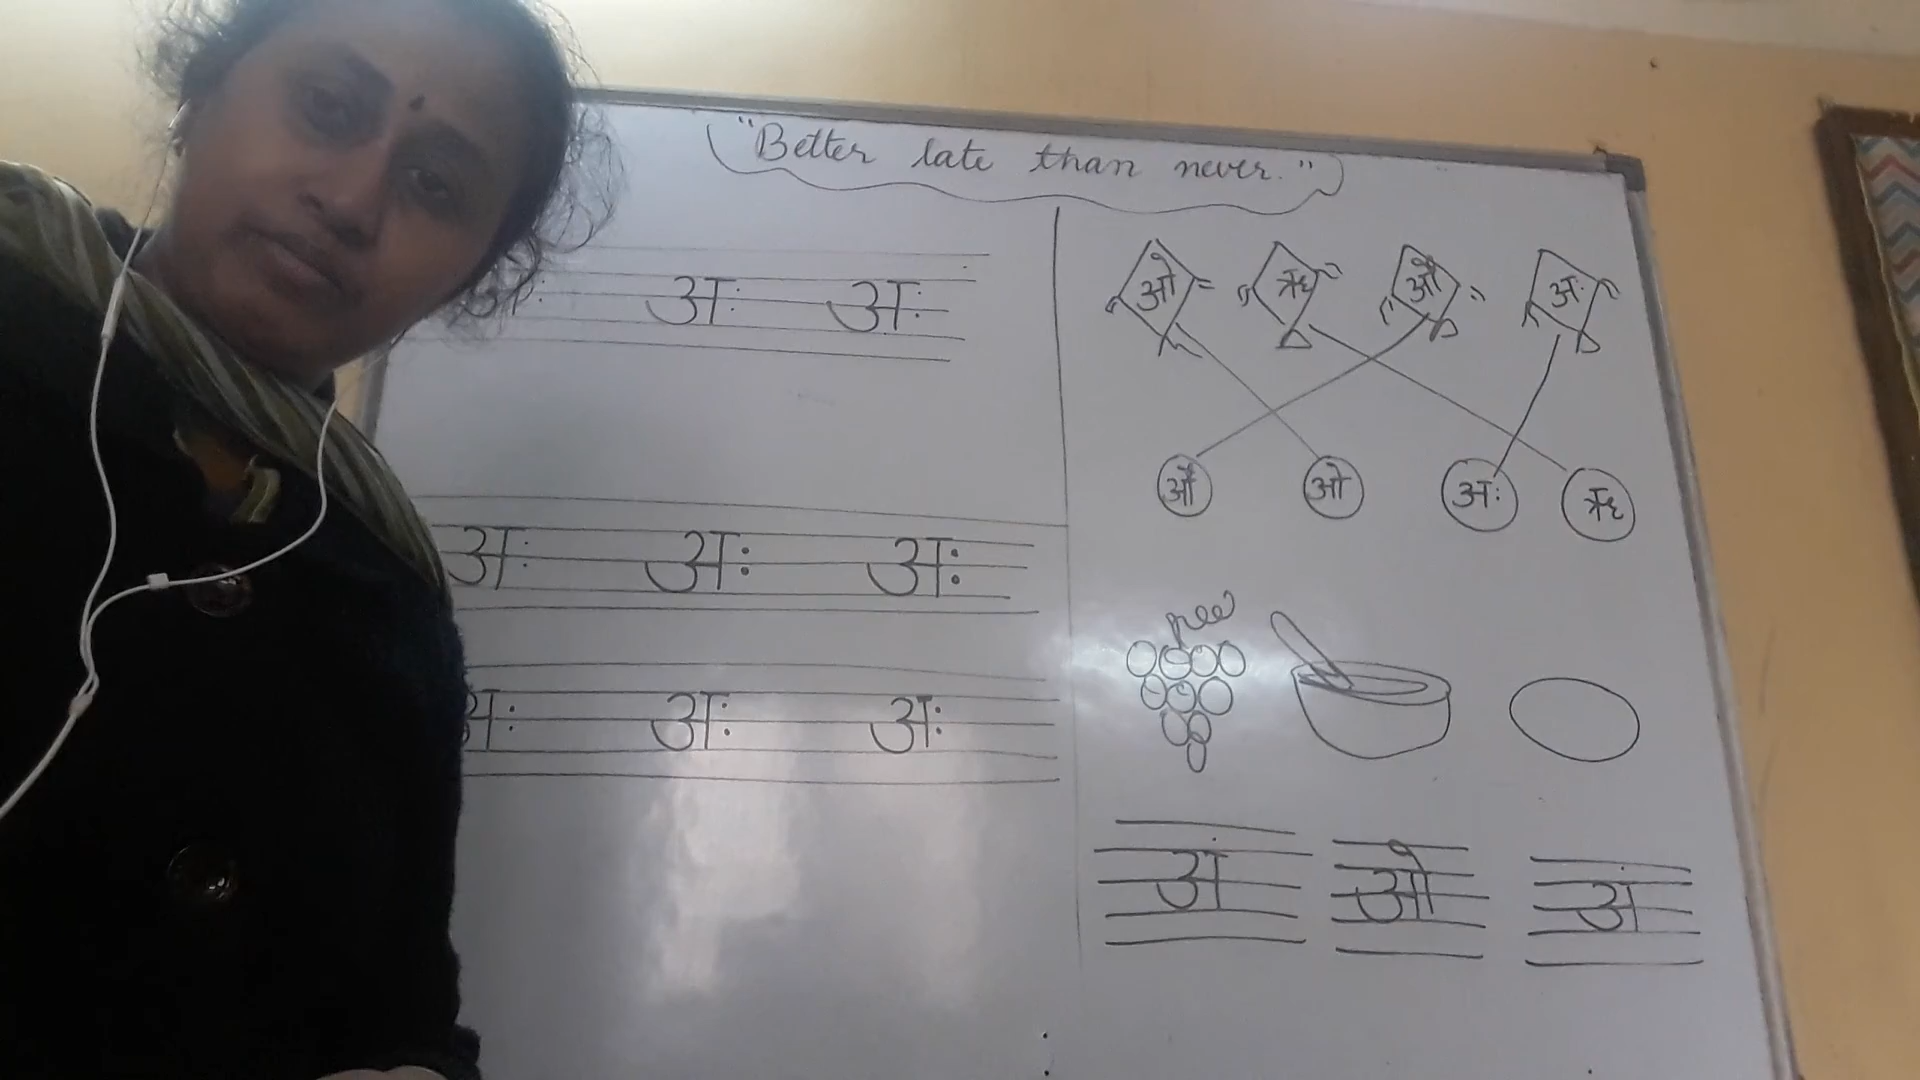 "Better late than never."
अः अः अः
अः अः अः
अः अः अः
ओ ऋ औ अः
औ ओ अः ऋ
अं ओ अं